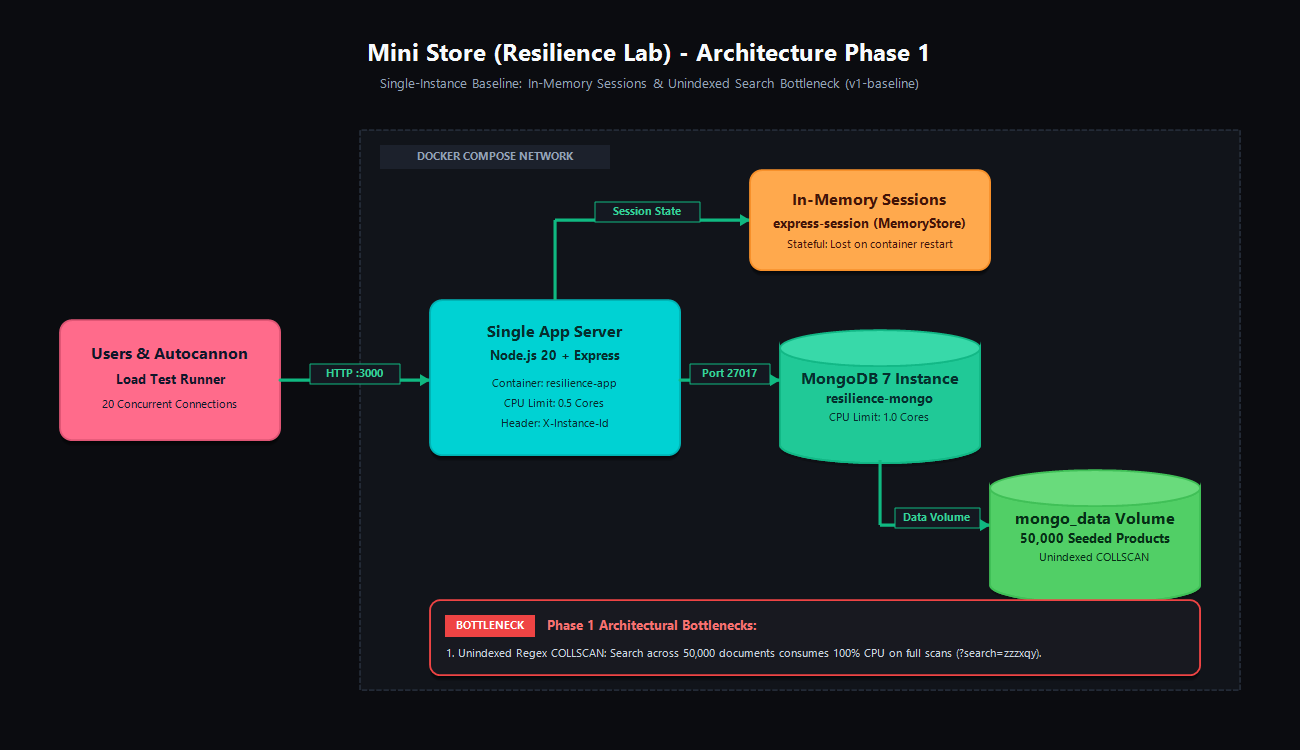 Mini Store (Resilience Lab) - Architecture Phase 1
Single-Instance Baseline: In-Memory Sessions & Unindexed Search Bottleneck (v1-baseline)
DOCKER COMPOSE NETWORK
Session State
In-Memory Sessions
express-session (MemoryStore)
Stateful: Lost on container restart
Users & Autocannon
Load Test Runner
20 Concurrent Connections
HTTP :3000
Single App Server
Node.js 20 + Express
Container: resilience-app
CPU Limit: 0.5 Cores
Header: X-Instance-Id
Port 27017
MongoDB 7 Instance
resilience-mongo
CPU Limit: 1.0 Cores
Data Volume
mongo_data Volume
50,000 Seeded Products
Unindexed COLLSCAN
BOTTLENECK
Phase 1 Architectural Bottlenecks:
1. Unindexed Regex COLLSCAN: Search across 50,000 documents consumes 100% CPU on full scans (?search=zzzxqy).